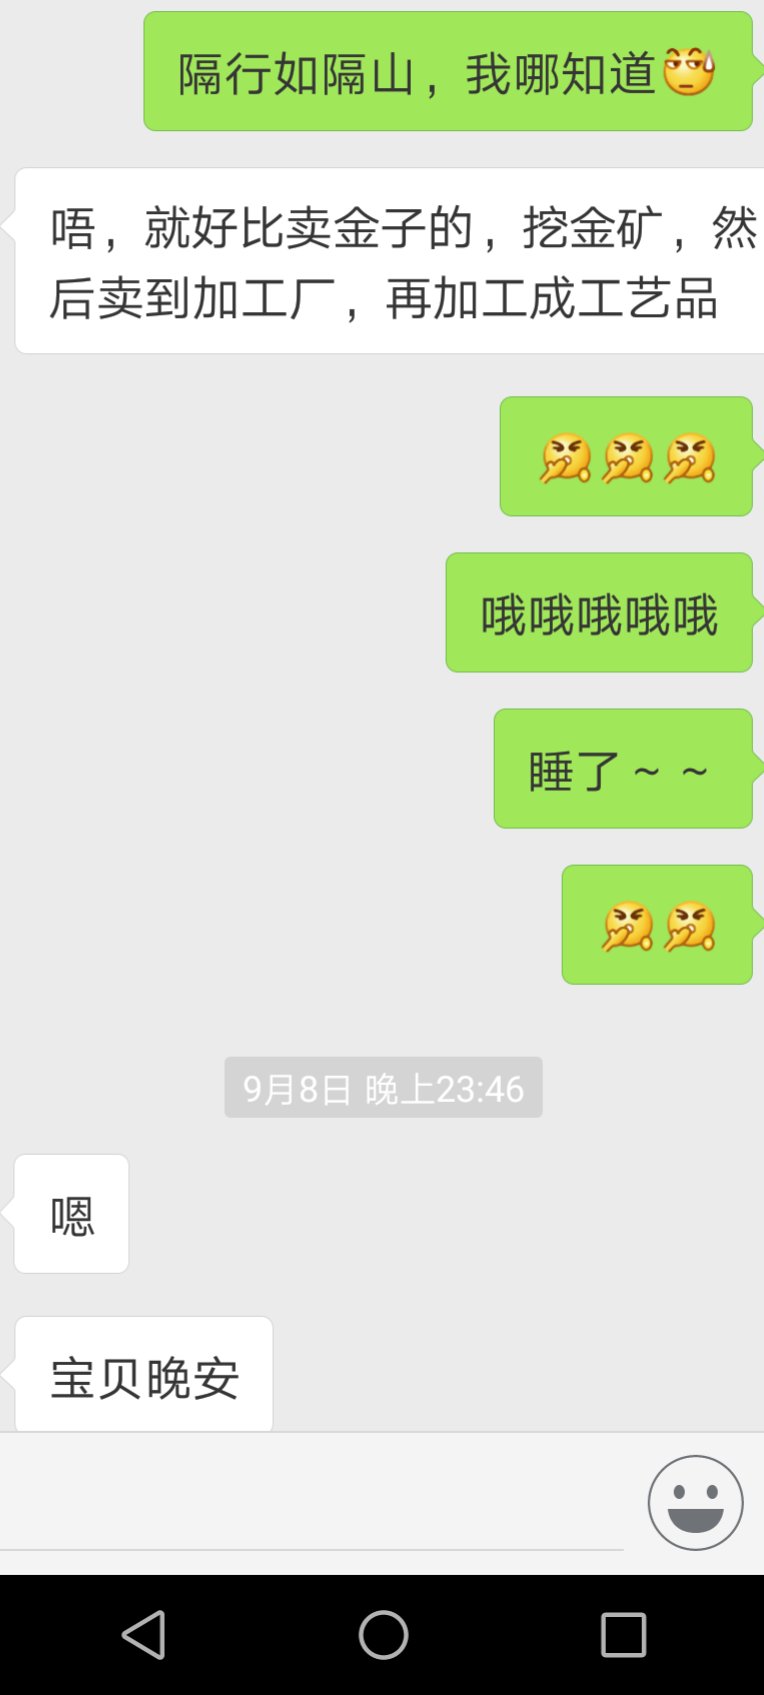 隔行如隔山，我哪知道
唔，就好比卖金子的，挖金矿，然
后卖到加工厂，再加工成工艺品
哦哦哦哦哦
睡了~ ~
9月8日 晚上23:46
嗯
宝贝晚安